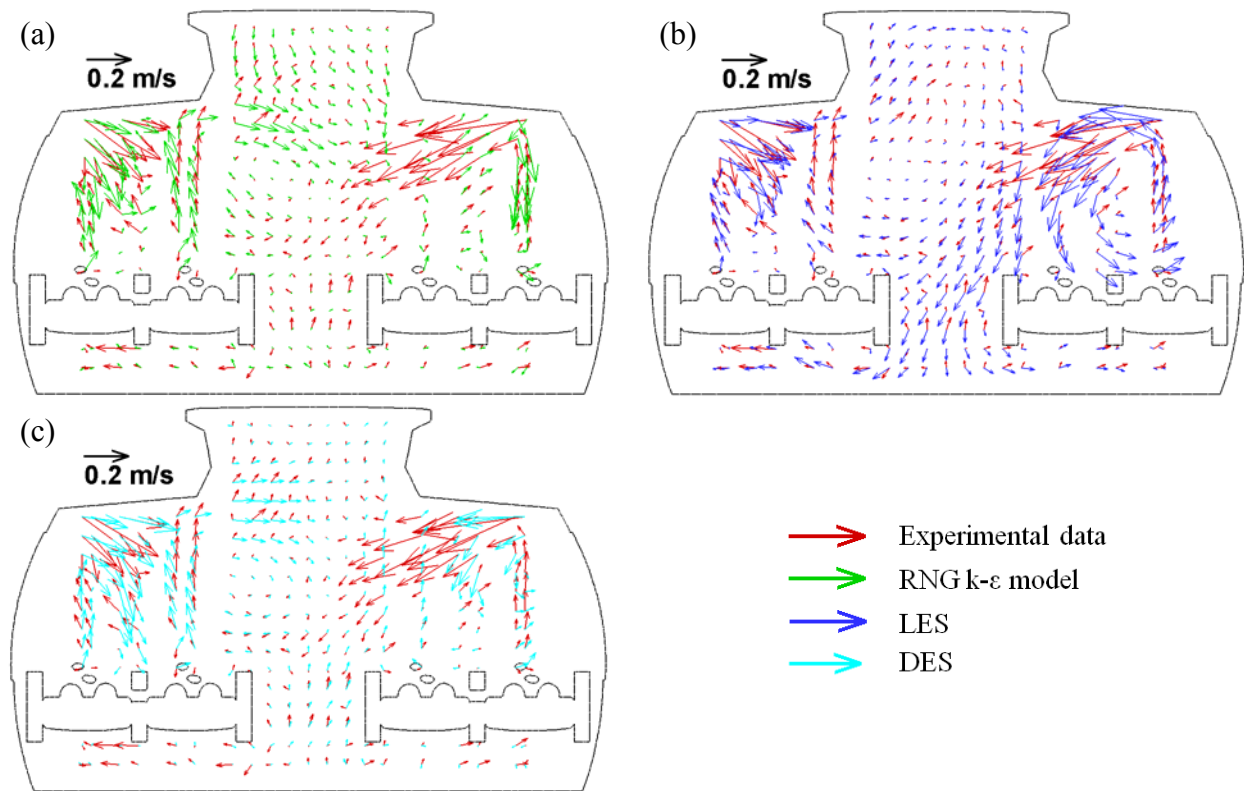 (a)
0.2 m/s
(b)
0.2 m/s
(c)
0.2 m/s
Experimental data
RNG k-ε model
LES
DES